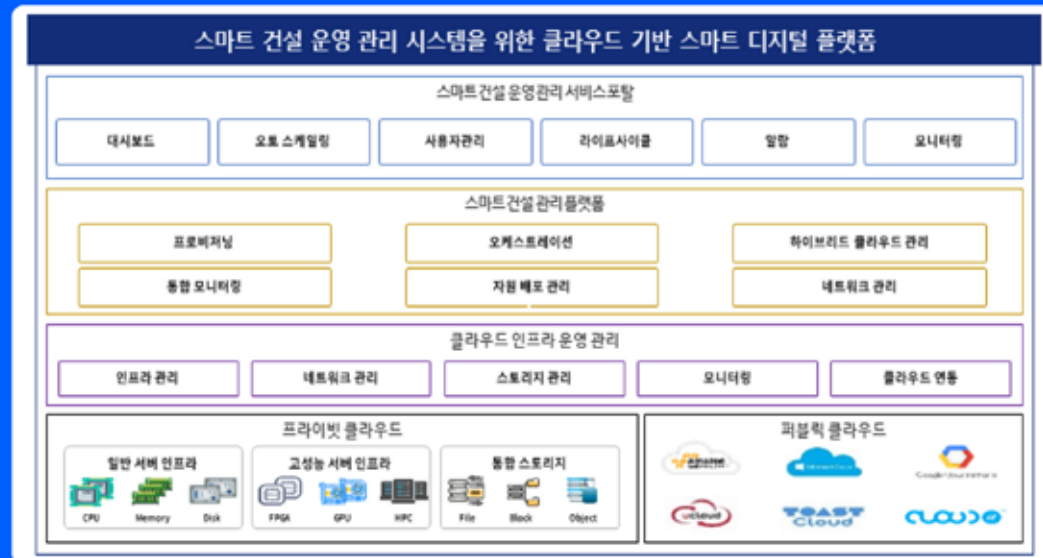 스마트 건설 운영 관리 시스템을 위한 클라우드 기반 스마트 디지털 플랫폼
스마트건설 운영관리 서비스포탈
대시보드 오토 스케일링 사용자관리 라이프사이클 알람 모니터링
스마트건설 관리플랫폼
프로비저닝 오케스트레이션 하이브리드 클라우드 관리
통합 모니터링 자원 배포 관리 네트워크 관리
클라우드 인프라 운영 관리
인프라 관리 네트워크 관리 스토리지 관리 모니터링 클라우드 연동
프라이빗 클라우드 퍼블릭 클라우드
일반 서버 인프라 고성능 서버 인프라 통합 스토리지
CPU Memory Disk FPGA GPU HPC File Block Object
ucloud TOAST Cloud